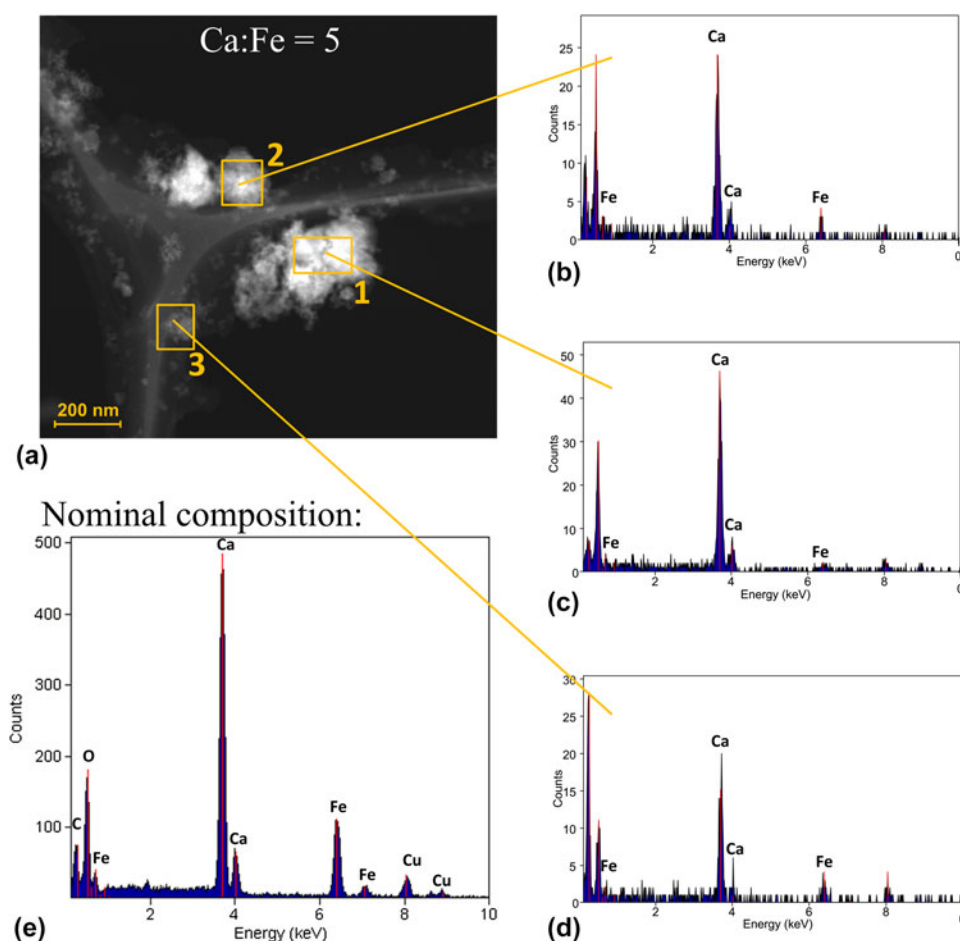 Ca:Fe = 5
2
1
3
200 nm
(a)
25
20
15
10
5
0
Counts
Ca
Fe
Ca
Fe
2
4
6
8
0
Energy (keV)
(b)
50
40
30
20
10
0
Counts
Ca
Fe
Ca
Fe
2
4
6
8
0
Energy (keV)
(c)
30
25
20
15
10
5
0
Counts
Ca
Fe
Ca
Fe
2
4
6
8
0
Energy (keV)
(d)
Nominal composition:
500
400
300
200
100
Counts
Ca
O
C
Fe
Ca
Fe
Fe
Cu
Cu
2
4
6
8
10
Energy (keV)
(e)